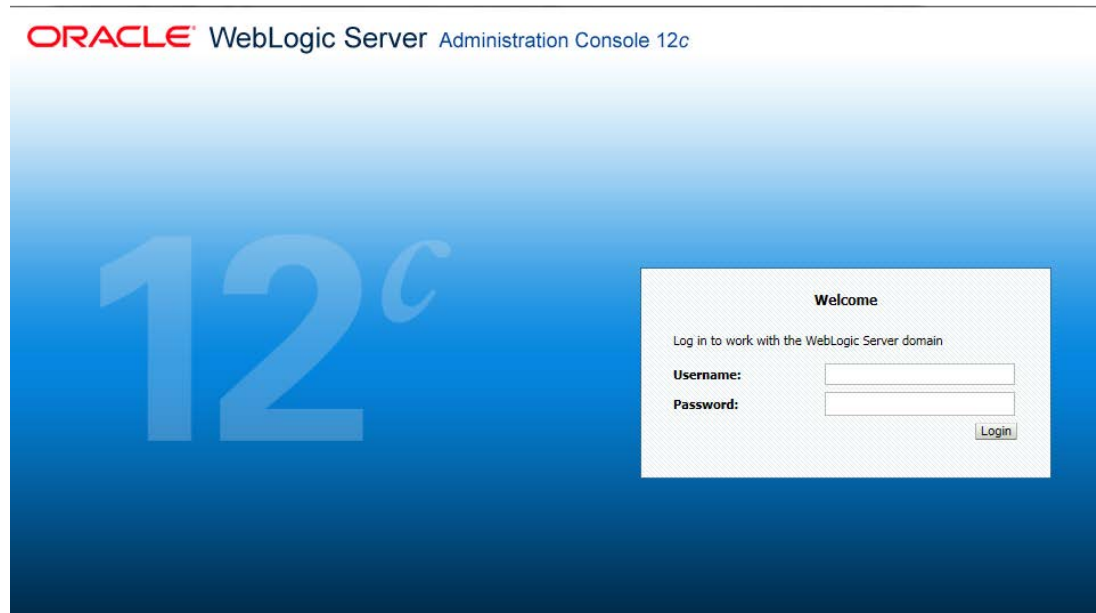 ORACLE WebLogic Server Administration Console 12c
12c
Welcome
Log in to work with the WebLogic Server domain
Username:
Password:
Login